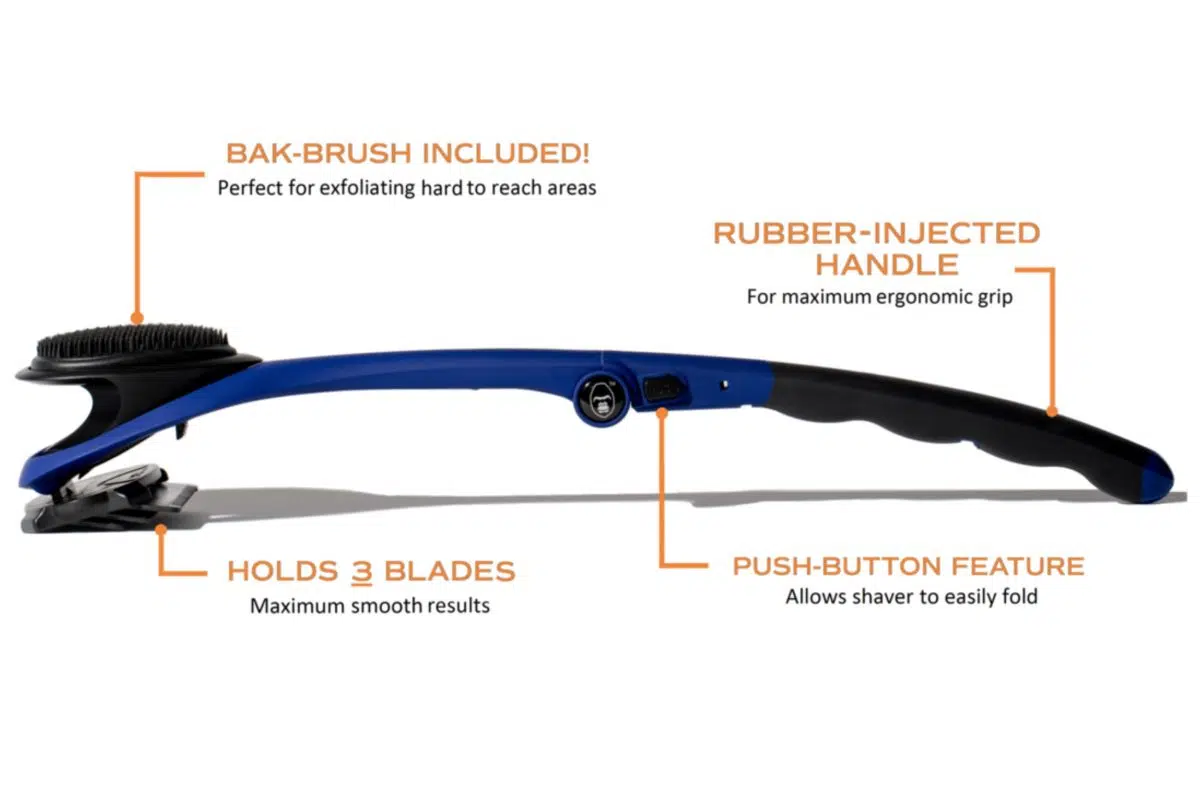 BAK-BRUSH INCLUDED!
Perfect for exfoliating hard to reach areas
RUBBER-INJECTED
HANDLE
For maximum ergonomic grip
HOLDS 3 BLADES
Maximum smooth results
PUSH-BUTTON FEATURE
Allows shaver to easily fold